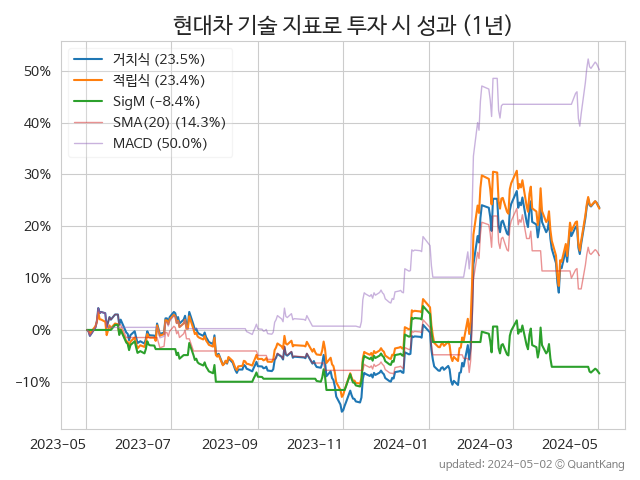 현대차 기술 지표로 투자 시 성과 (1년)
거치식 (23.5%)
적립식 (23.4%)
SigM (−8.4%)
SMA(20) (14.3%)
MACD (50.0%)
50%
40%
30%
20%
10%
0%
−10%
2023-05
2023-07
2023-09
2023-11
2024-01
2024-03
2024-05
updated: 2024-05-02 © QuantKang